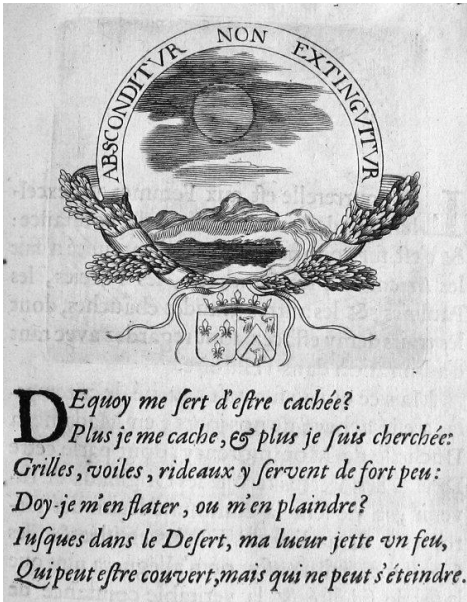 ABSCONDITVR NON EXTINGVITVR
DEquoy me ſert d'eſtre cachée?
Plus je me cache, & plus je ſuis cherchée:
Grilles, voiles, rideaux y ſervent de fort peu:
Doy-je m'en flater, ou m'en plaindre?
Iuſques dans le Deſert, ma lueur jette vn feu,
Qui peut eſtre couvert, mais qui ne peut s'éteindre.